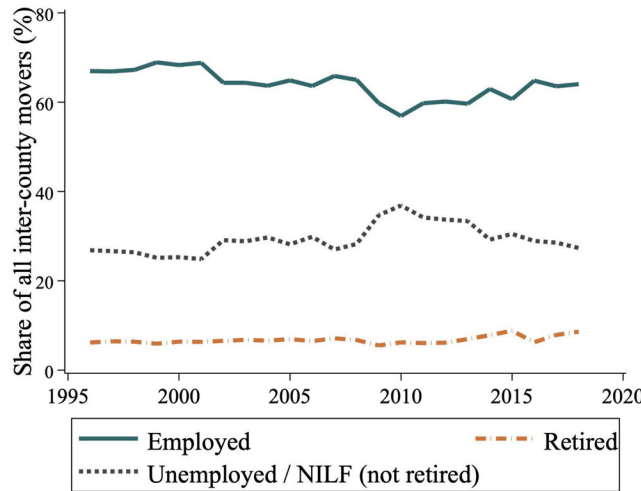 Share of all inter-county movers (%)
80
60
40
20
0
1995 2000 2005 2010 2015 2020
Employed Retired
Unemployed / NILF (not retired)